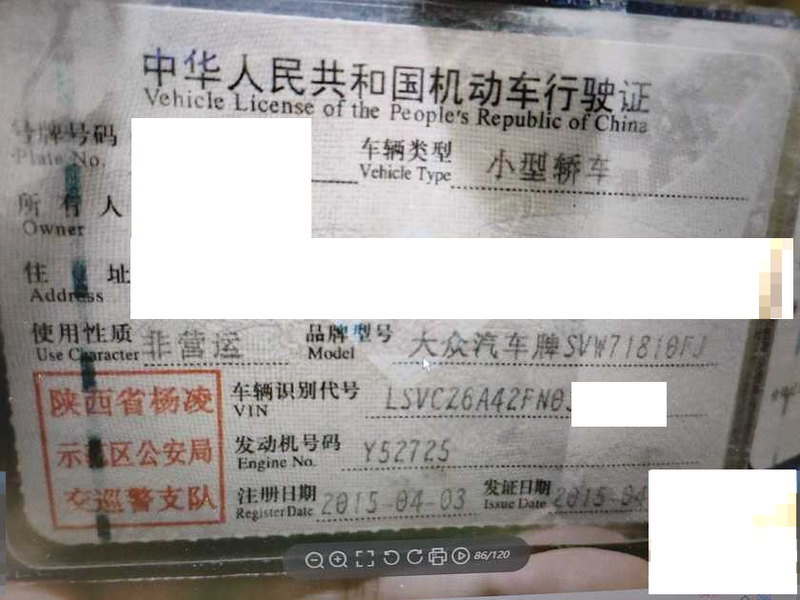 中华人民共和国机动车行驶证
Vehicle License of the People's Republic of China
号牌号码
Plate No.
车辆类型 小型轿车
Vehicle Type
所有人
Owner
住址
Address
使用性质 非营运
Use Character
品牌型号 大众汽车牌SVW71810FJ
Model
陕西省杨凌
示范区公安局
交巡警支队
车辆识别代号 LSVC26A42FN0
VIN
发动机号码 Y52725
Engine No.
注册日期 2015-04-03
Register Date
发证日期 2015-04
Issue Date
86/120